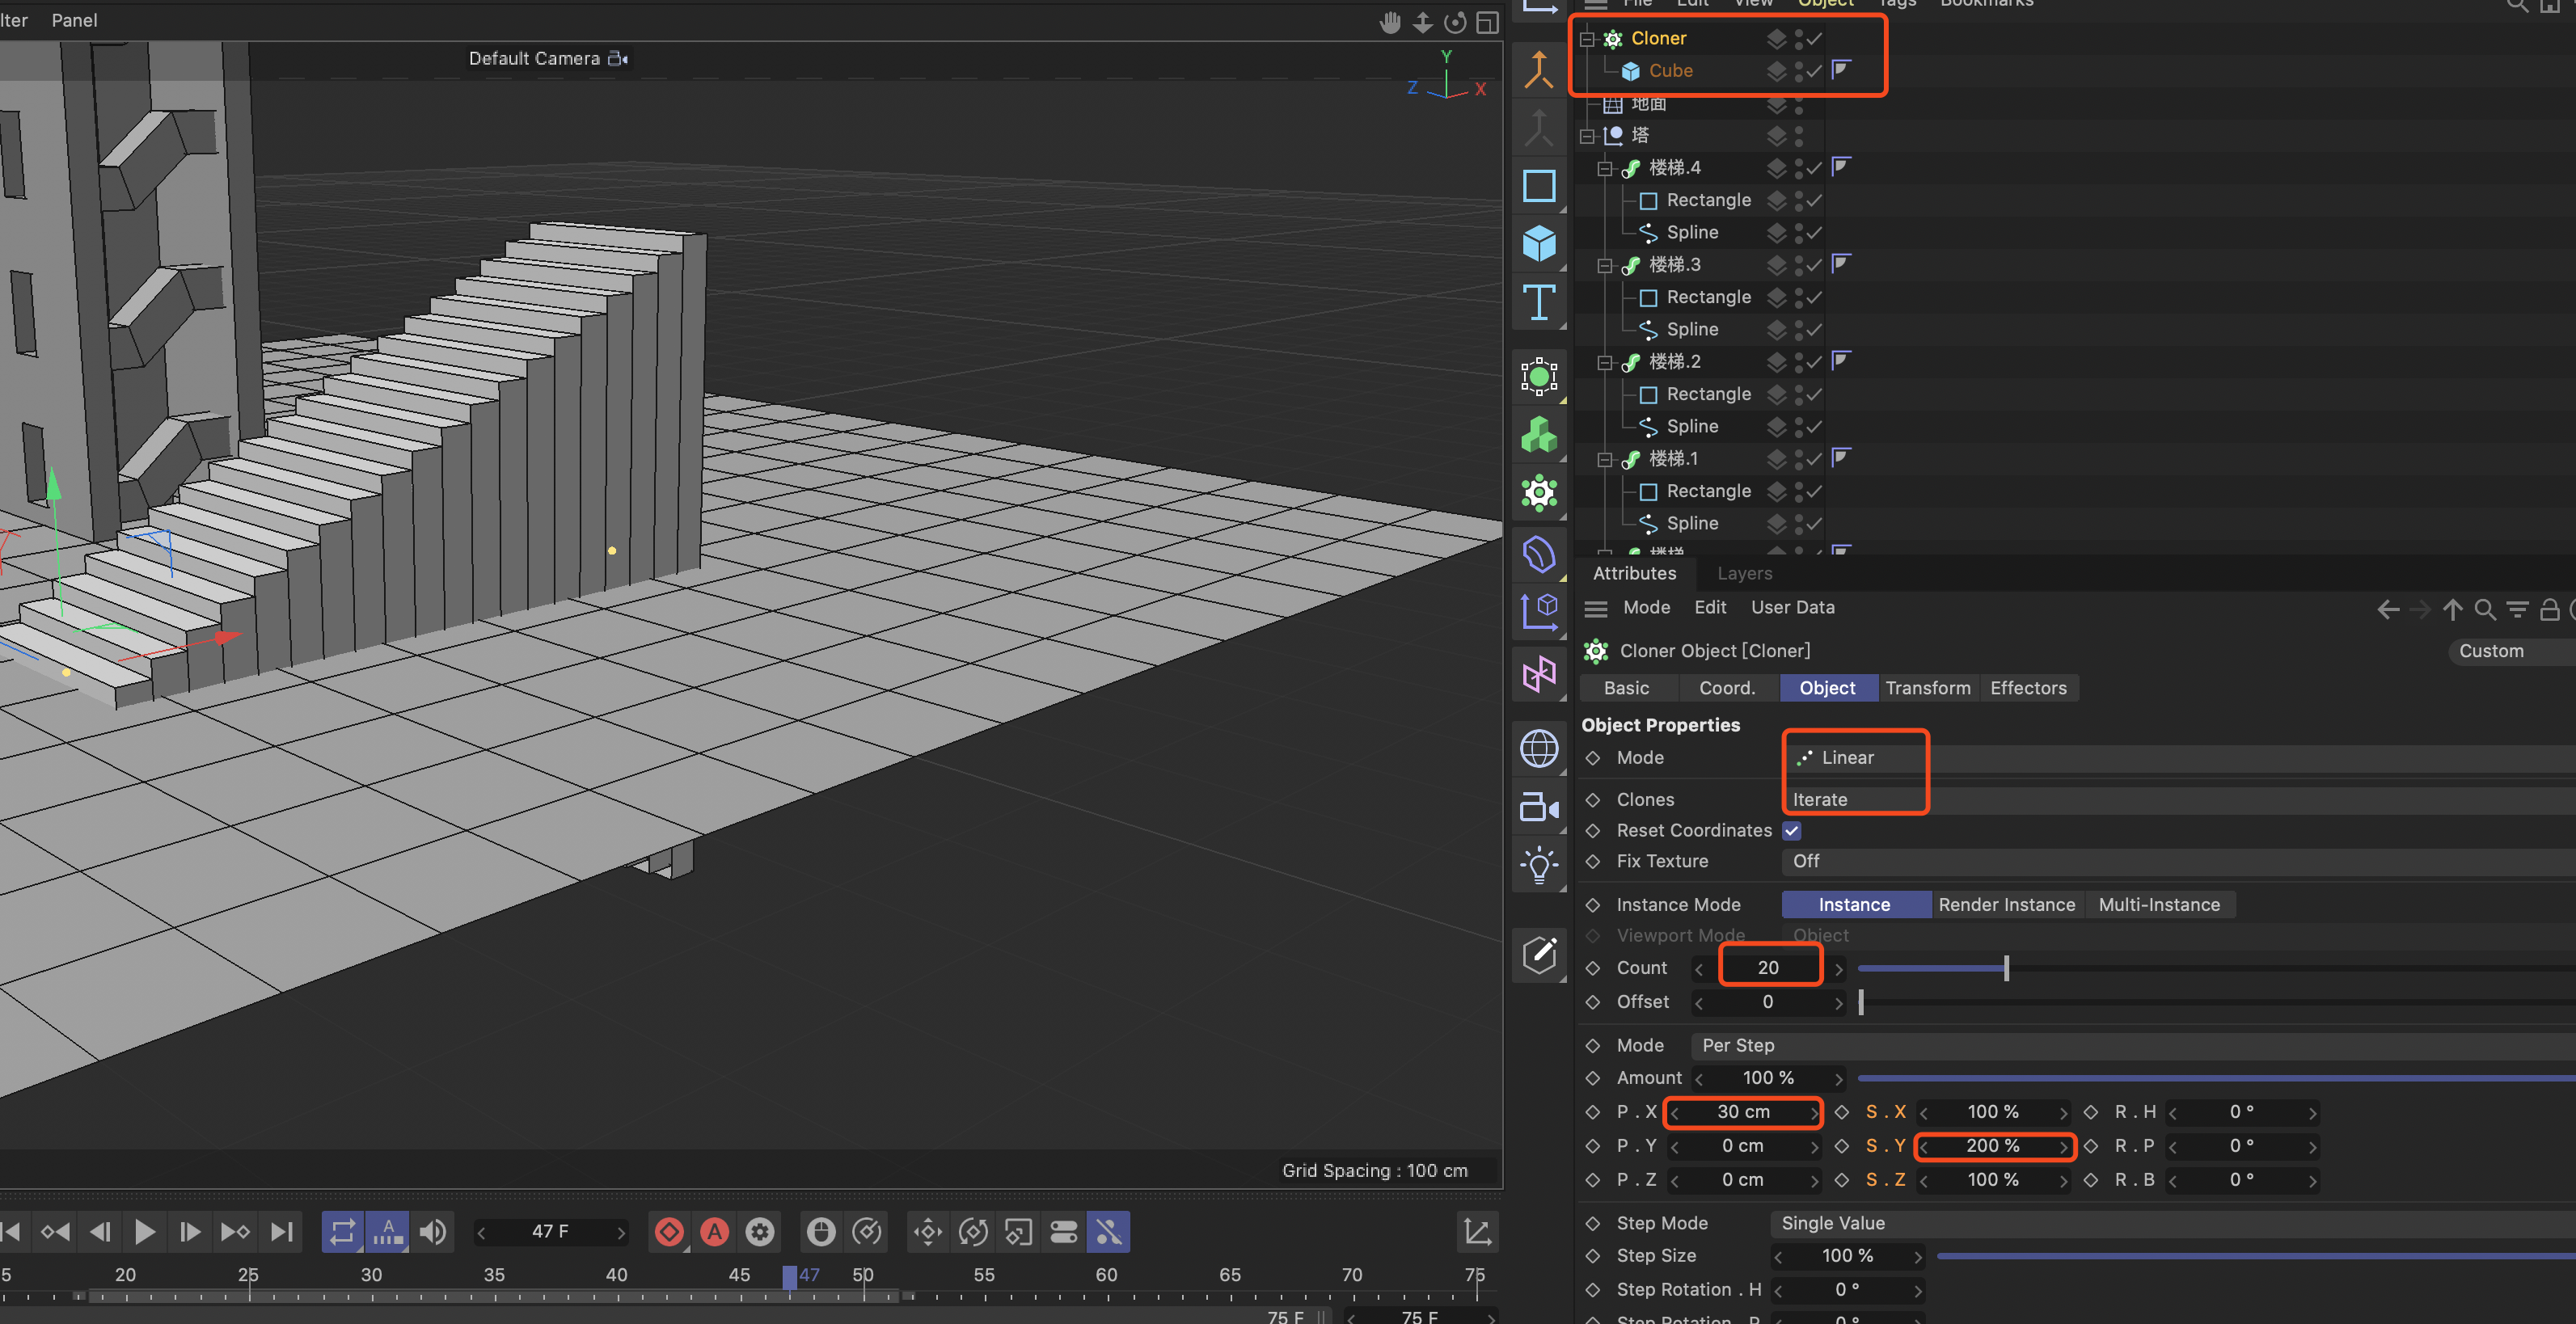 lter Panel
Default Camera
Y
Z X
Grid Spacing : 100 cm
File Edit View Object Tags Bookmarks
Cloner
Cube
地面
塔
楼梯.4
Rectangle
Spline
楼梯.3
Rectangle
Spline
楼梯.2
Rectangle
Spline
楼梯.1
Rectangle
Spline
楼梯
Attributes Layers
Mode Edit User Data
Cloner Object [Cloner]
Custom
Basic Coord. Object Transform Effectors
Object Properties
Mode Linear
Clones Iterate
Reset Coordinates
Fix Texture Off
Instance Mode Instance Render Instance Multi-Instance
Viewport Mode Object
Count 20
Offset 0
Mode Per Step
Amount 100 %
P . X 30 cm S . X 100 % R . H 0 °
P . Y 0 cm S . Y 200 % R . P 0 °
P . Z 0 cm S . Z 100 % R . B 0 °
Step Mode Single Value
Step Size 100 %
Step Rotation . H 0 °
Step Rotation . P 0 °
A 47 F A
5 20 25 30 35 40 45 47 50 55 60 65 70 75
75 F 75 F